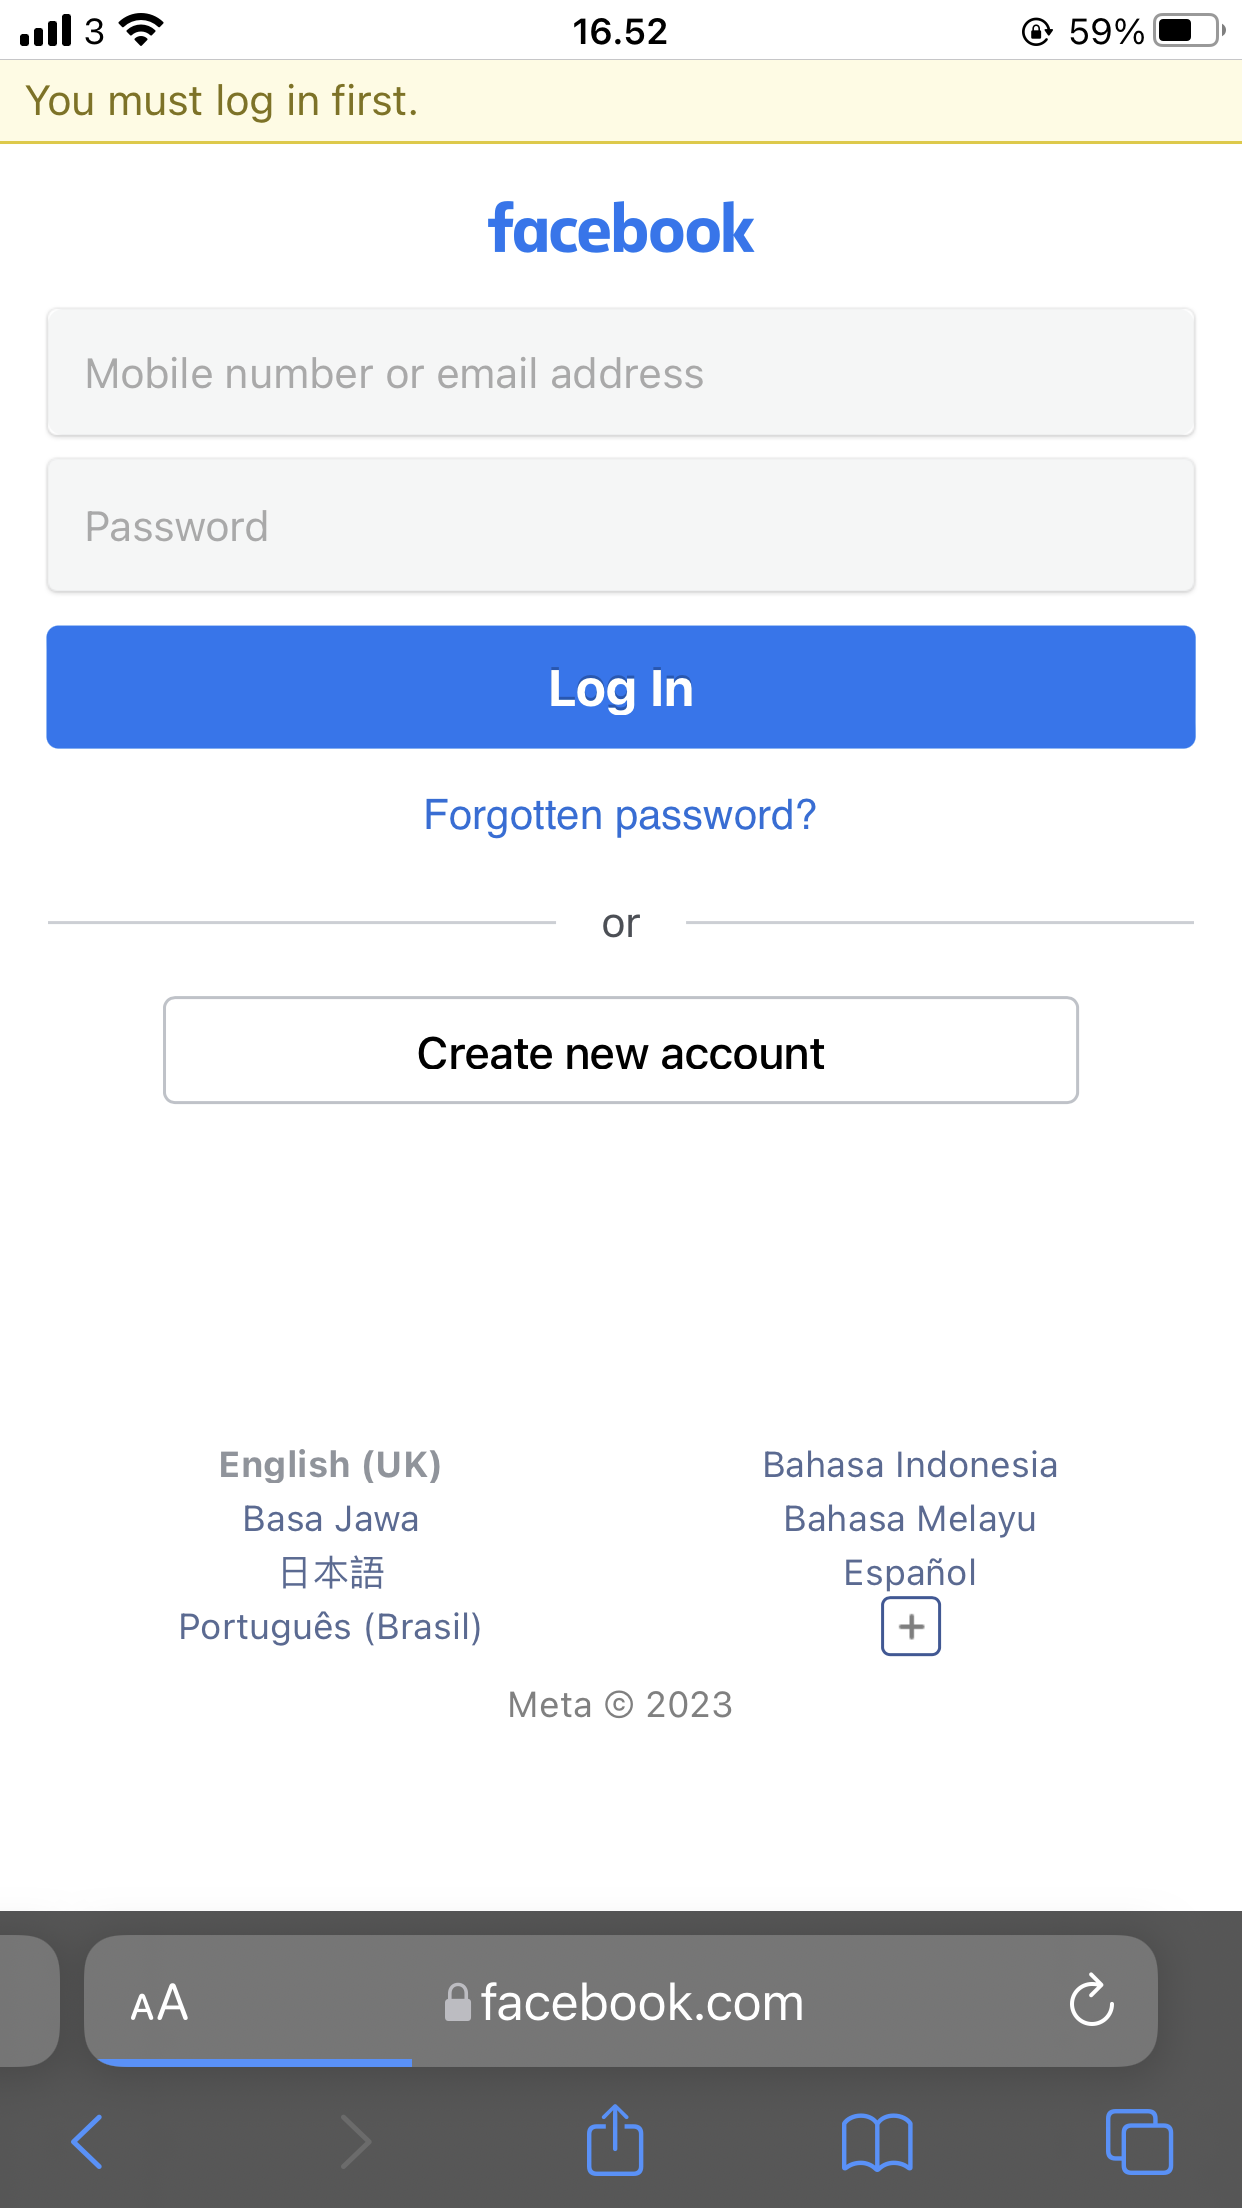 3 16.52 59%
You must log in first.
facebook
Mobile number or email address
Password
Log In
Forgotten password?
or
Create new account
English (UK) Bahasa Indonesia
Basa Jawa Bahasa Melayu
日本語 Español
Português (Brasil) +
Meta © 2023
AA facebook.com